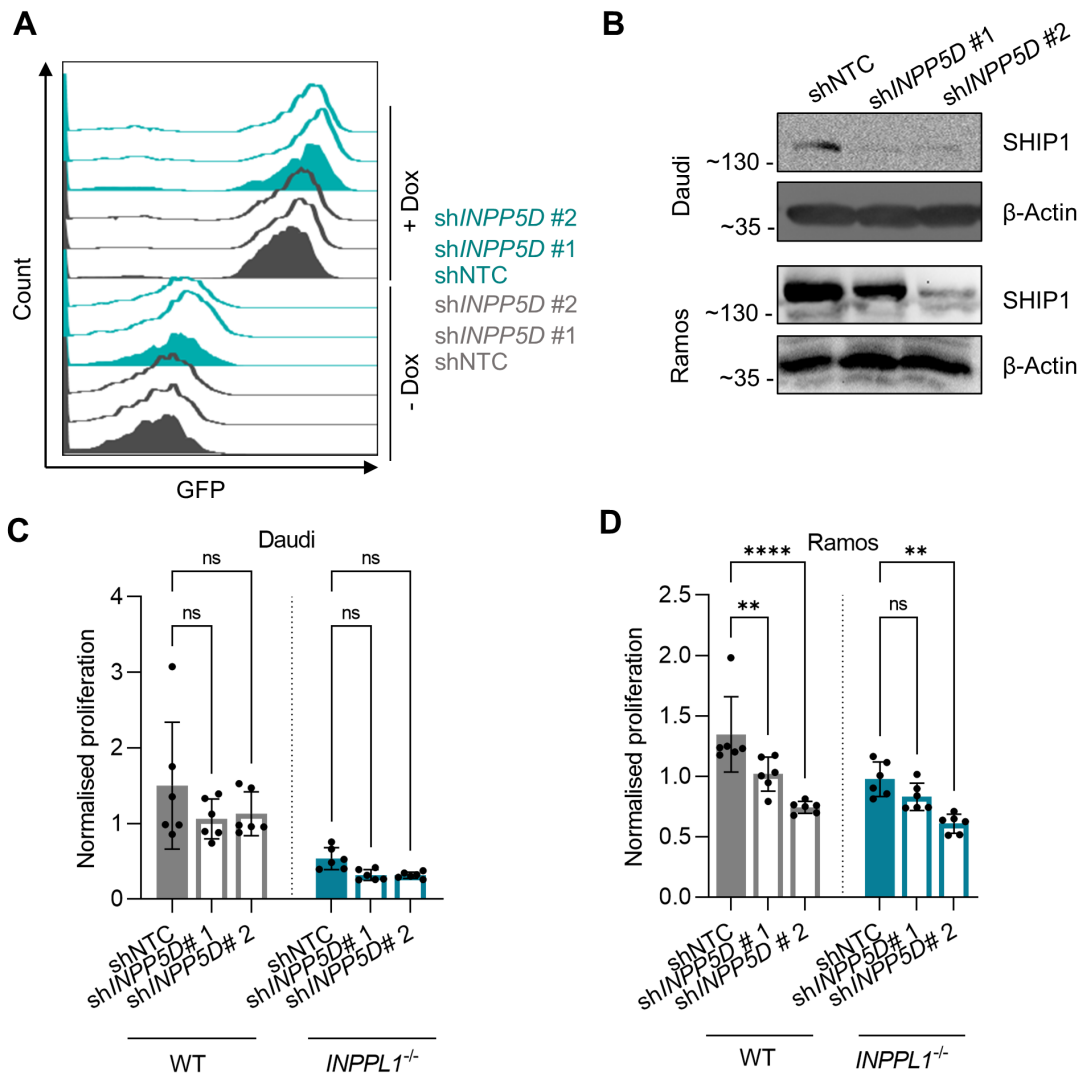 A
Count
GFP
+ Dox
- Dox
shINPP5D #2
shINPP5D #1
shNTC
shINPP5D #2
shINPP5D #1
shNTC
B
shNTC
shINPP5D #1
shINPP5D #2
Daudi
~130 -
SHIP1
~35 -
β-Actin
Ramos
~130 -
SHIP1
~35 -
β-Actin
C
Daudi
ns
ns
ns
ns
Normalised proliferation
4
3
2
1
0
shNTC
shINPP5D# 1
shINPP5D# 2
shNTC
shINPP5D# 1
shINPP5D# 2
WT
INPPL1-/-
D
Ramos
****
**
**
ns
Normalised proliferation
2.5
2.0
1.5
1.0
0.5
0.0
shNTC
shINPP5D # 1
shINPP5D # 2
shNTC
shINPP5D# 1
shINPP5D# 2
WT
INPPL1-/-